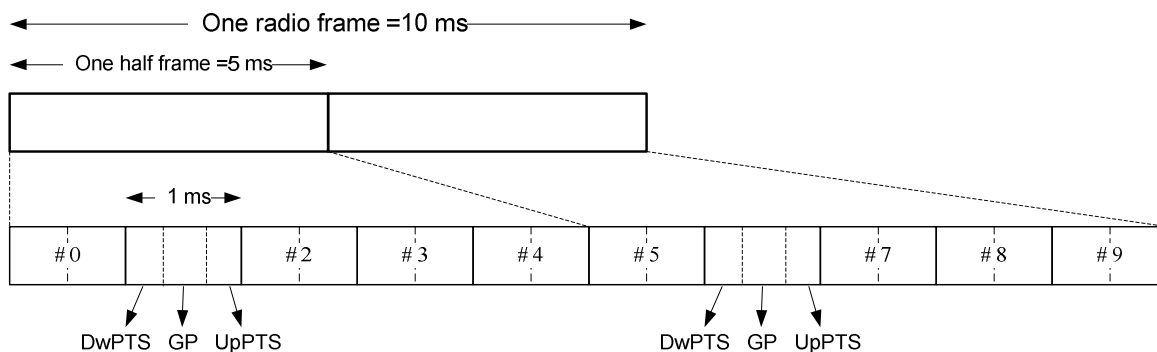 One radio frame =10 ms
One half frame =5 ms
1 ms
#0 #2 #3 #4 #5 #7 #8 #9
DwPTS GP UpPTS DwPTS GP UpPTS